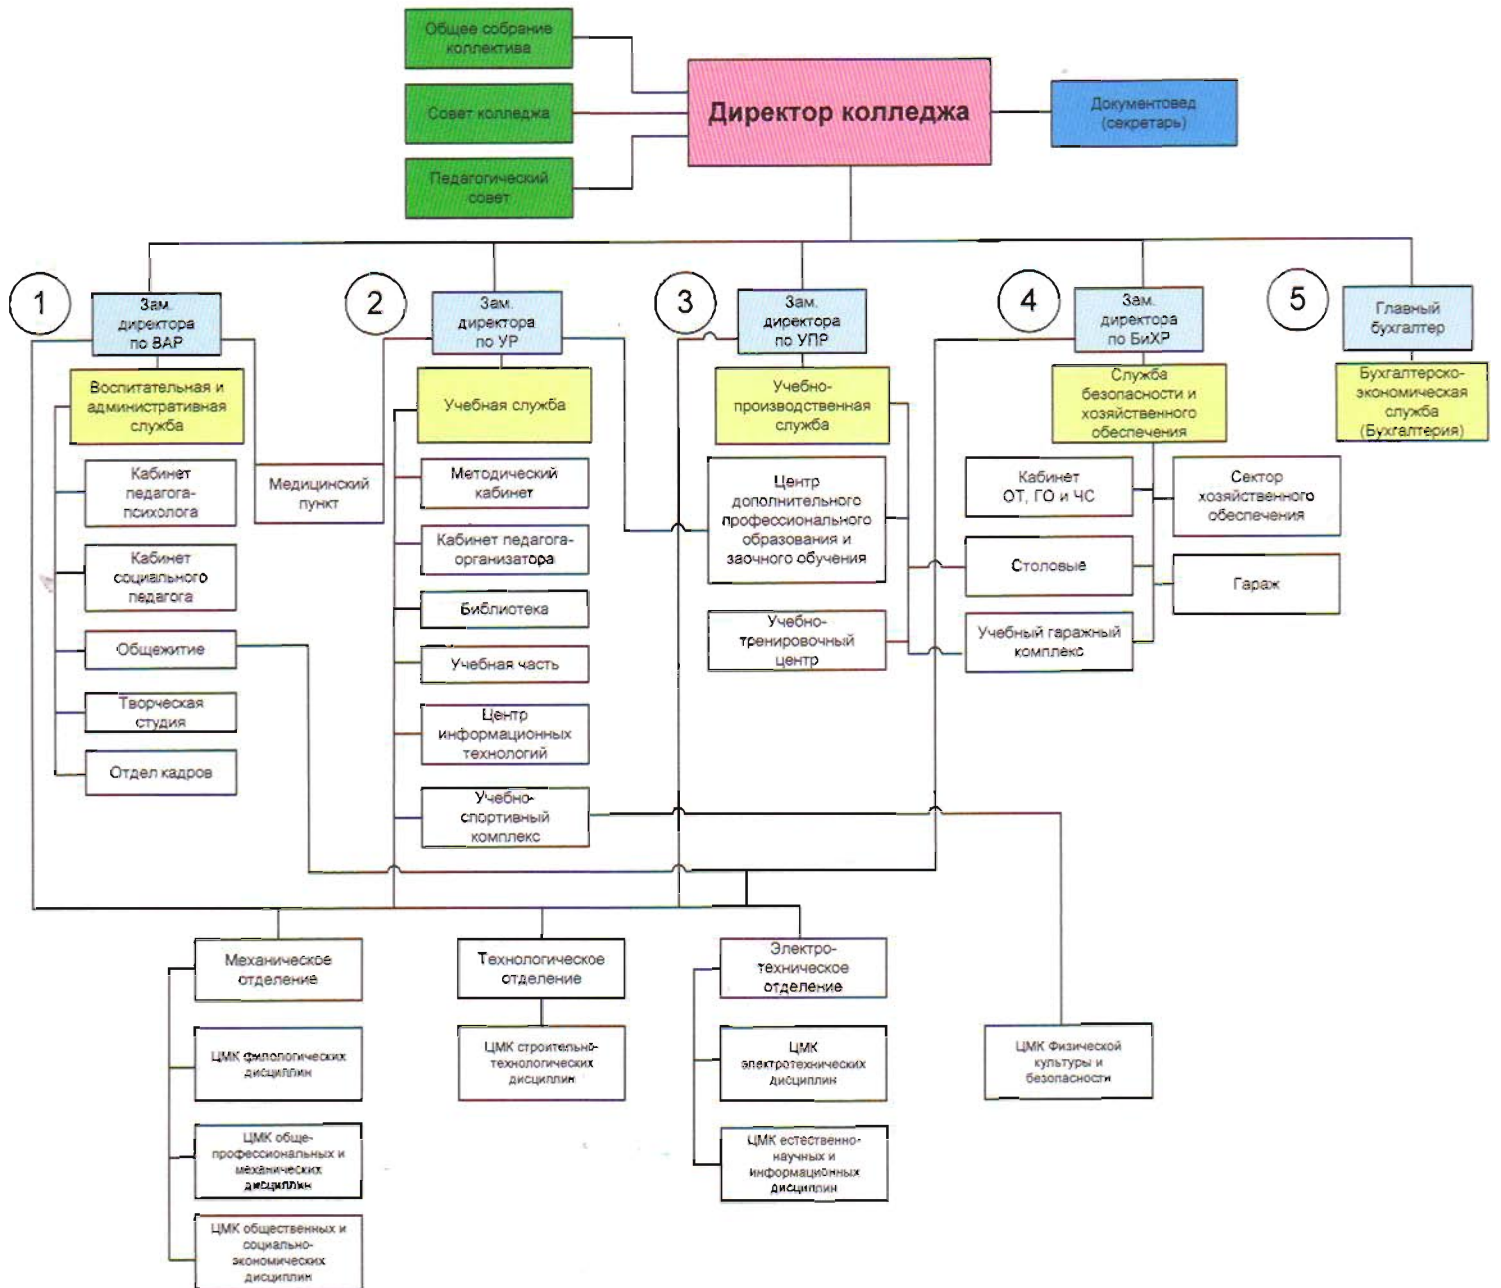 Общее собрание
коллектива
Совет колледжа
Педагогический
совет
Директор колледжа
Документовед
(секретарь)
1
Зам.
директора
по ВАР
2
Зам.
директора
по УР
3
Зам.
директора
по УПР
4
Зам.
директора
по БиХР
5
Главный
бухгалтер
Воспитательная и
административная
служба
Учебная служба
Учебно-
производственная
служба
Служба
безопасности и
хозяйственного
обеспечения
Бухгалтерско-
экономическая
служба
(Бухгалтерия)
Кабинет
педагога-
психолога
Кабинет
социального
педагога
Общежитие
Творческая
студия
Отдел кадров
Медицинский
пункт
Методический
кабинет
Кабинет педагога-
организатора
Библиотека
Учебная часть
Центр
информационных
технологий
Учебно-
спортивный
комплекс
Центр
дополнительного
профессионального
образования и
заочного обучения
Учебно-
тренировочный
центр
Кабинет
ОТ, ГО и ЧС
Столовые
Учебный гаражный
комплекс
Сектор
хозяйственного
обеспечения
Гараж
Механическое
отделение
ЦМК филологических
дисциплин
ЦМК обще-
профессиональных и
механических
дисциплин
ЦМК общественных и
социально-
экономических
дисциплин
Технологическое
отделение
ЦМК строительно-
технологических
дисциплин
Электро-
техническое
отделение
ЦМК
электротехнических
дисциплин
ЦМК естественно-
научных и
информационных
дисциплин
ЦМК Физической
культуры и
безопасности